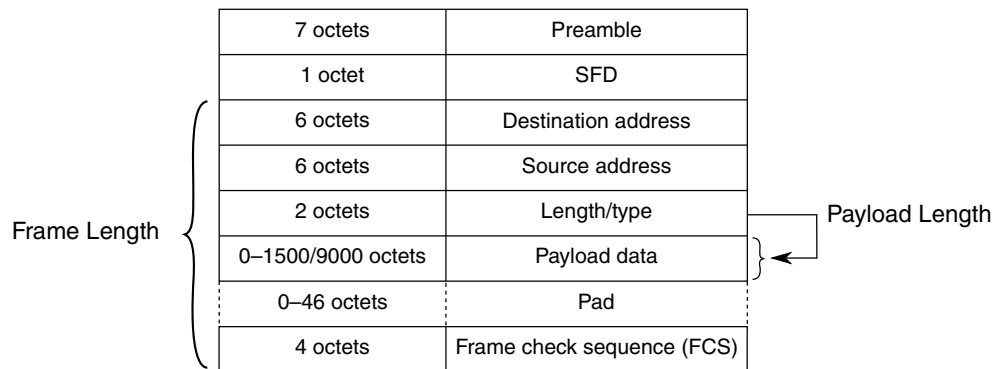 7 octets Preamble
1 octet SFD
6 octets Destination address
6 octets Source address
2 octets Length/type
0–1500/9000 octets Payload data
0–46 octets Pad
4 octets Frame check sequence (FCS)
Frame Length
Payload Length